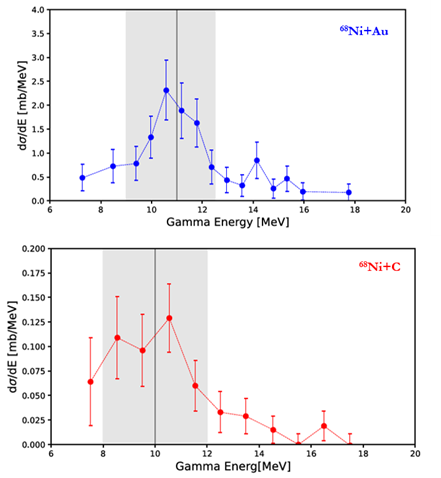 4.0
3.5
3.0
2.5
2.0
1.5
1.0
0.5
0.0
dσ/dE [mb/MeV]
⁶⁸Ni+Au
6 8 10 12 14 16 18 20
Gamma Energy [MeV]
0.200
0.175
0.150
0.125
0.100
0.075
0.050
0.025
0.000
dσ/dE [mb/MeV]
⁶⁸Ni+C
6 8 10 12 14 16 18 20
Gamma Energ[MeV]